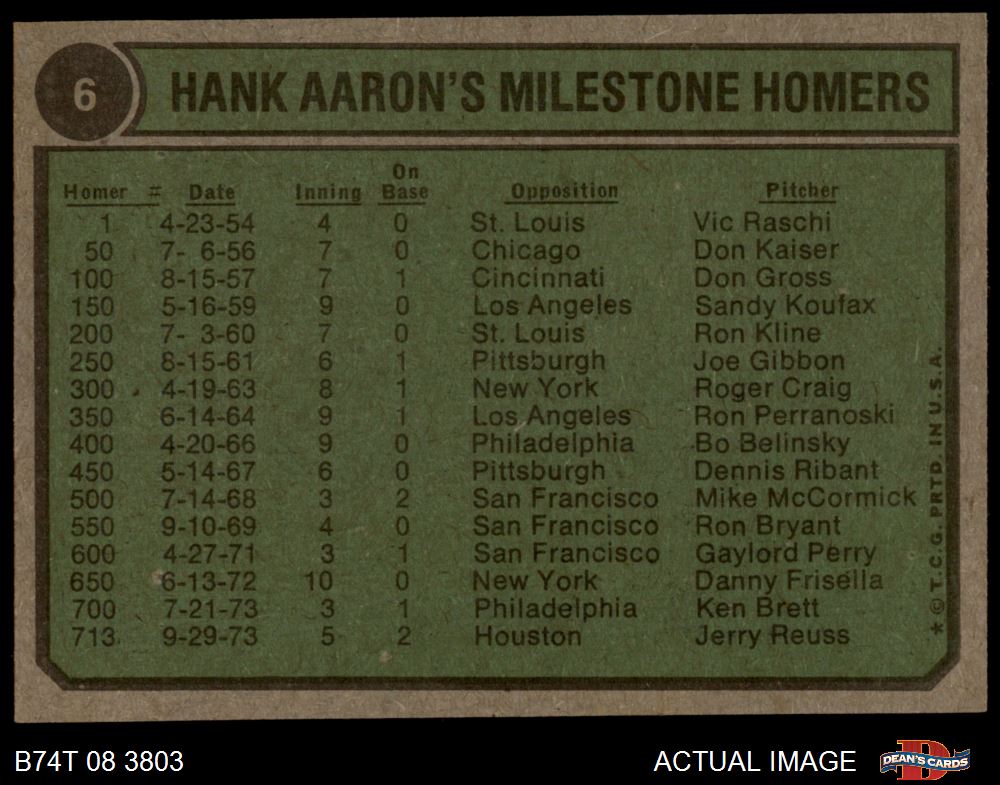 6 HANK AARON'S MILESTONE HOMERS
Homer # Date Inning On Base Opposition Pitcher
1 4-23-54 4 0 St. Louis Vic Raschi
50 7- 6-56 7 0 Chicago Don Kaiser
100 8-15-57 7 1 Cincinnati Don Gross
150 5-16-59 9 0 Los Angeles Sandy Koufax
200 7- 3-60 7 0 St. Louis Ron Kline
250 8-15-61 6 1 Pittsburgh Joe Gibbon
300 4-19-63 8 1 New York Roger Craig
350 6-14-64 9 1 Los Angeles Ron Perranoski
400 4-20-66 9 0 Philadelphia Bo Belinsky
450 5-14-67 6 0 Pittsburgh Dennis Ribant
500 7-14-68 3 2 San Francisco Mike McCormick
550 9-10-69 4 0 San Francisco Ron Bryant
600 4-27-71 3 1 San Francisco Gaylord Perry
650 6-13-72 10 0 New York Danny Frisella
700 7-21-73 3 1 Philadelphia Ken Brett
713 9-29-73 5 2 Houston Jerry Reuss
* © T.C.G. PRTD. IN U.S.A.
B74T 08 3803 ACTUAL IMAGE D DEAN'S CARDS